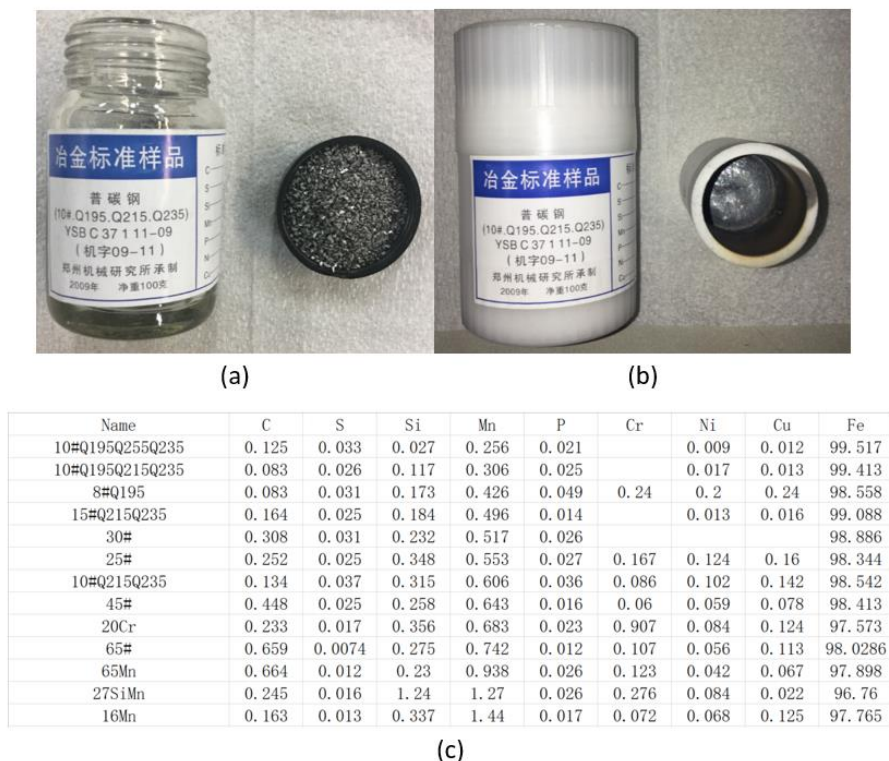 冶金标准样品
普碳钢
(10#.Q195.Q215.Q235)
YSB C 37 1 11-09
(机字09-11)
郑州机械研究所承制
2009年 净重100克
(a)
冶金标准样品
普碳钢
(10#.Q195.Q215.Q235)
YSB C 37 1 11-09
(机字09-11)
郑州机械研究所承制
2009年 净重100克
(b)
Name C S Si Mn P Cr Ni Cu Fe
10#Q195Q255Q235 0.125 0.033 0.027 0.256 0.021 0.009 0.012 99.517
10#Q195Q215Q235 0.083 0.026 0.117 0.306 0.025 0.017 0.013 99.413
8#Q195 0.083 0.031 0.173 0.426 0.049 0.24 0.2 0.24 98.558
15#Q215Q235 0.164 0.025 0.184 0.496 0.014 0.013 0.016 99.088
30# 0.308 0.031 0.232 0.517 0.026 98.886
25# 0.252 0.025 0.348 0.553 0.027 0.167 0.124 0.16 98.344
10#Q215Q235 0.134 0.037 0.315 0.606 0.036 0.086 0.102 0.142 98.542
45# 0.448 0.025 0.258 0.643 0.016 0.06 0.059 0.078 98.413
20Cr 0.233 0.017 0.356 0.683 0.023 0.907 0.084 0.124 97.573
65# 0.659 0.0074 0.275 0.742 0.012 0.107 0.056 0.113 98.0286
65Mn 0.664 0.012 0.23 0.938 0.026 0.123 0.042 0.067 97.898
27SiMn 0.245 0.016 1.24 1.27 0.026 0.276 0.084 0.022 96.76
16Mn 0.163 0.013 0.337 1.44 0.017 0.072 0.068 0.125 97.765
(c)